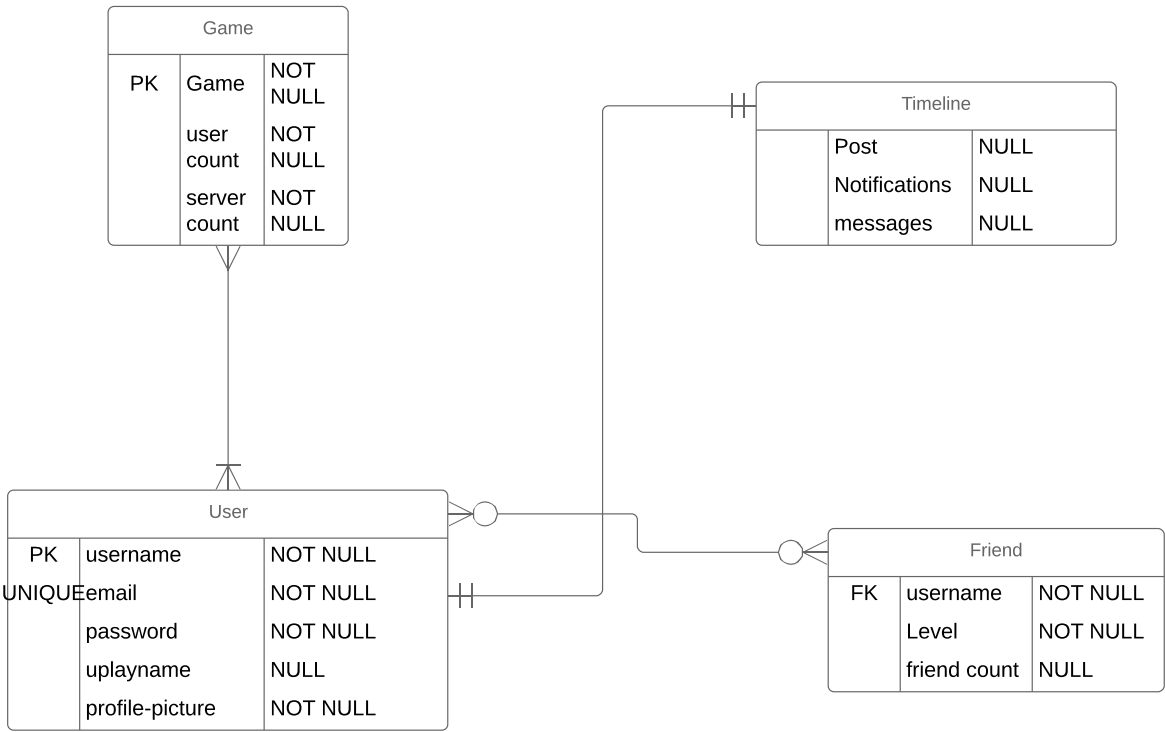 Game
PK Game NOT
NULL
user NOT
count NULL
server NOT
count NULL
Timeline
Post NULL
Notifications NULL
messages NULL
User
PK username NOT NULL
UNIQUE email NOT NULL
password NOT NULL
uplayname NULL
profile-picture NOT NULL
Friend
FK username NOT NULL
Level NOT NULL
friend count NULL